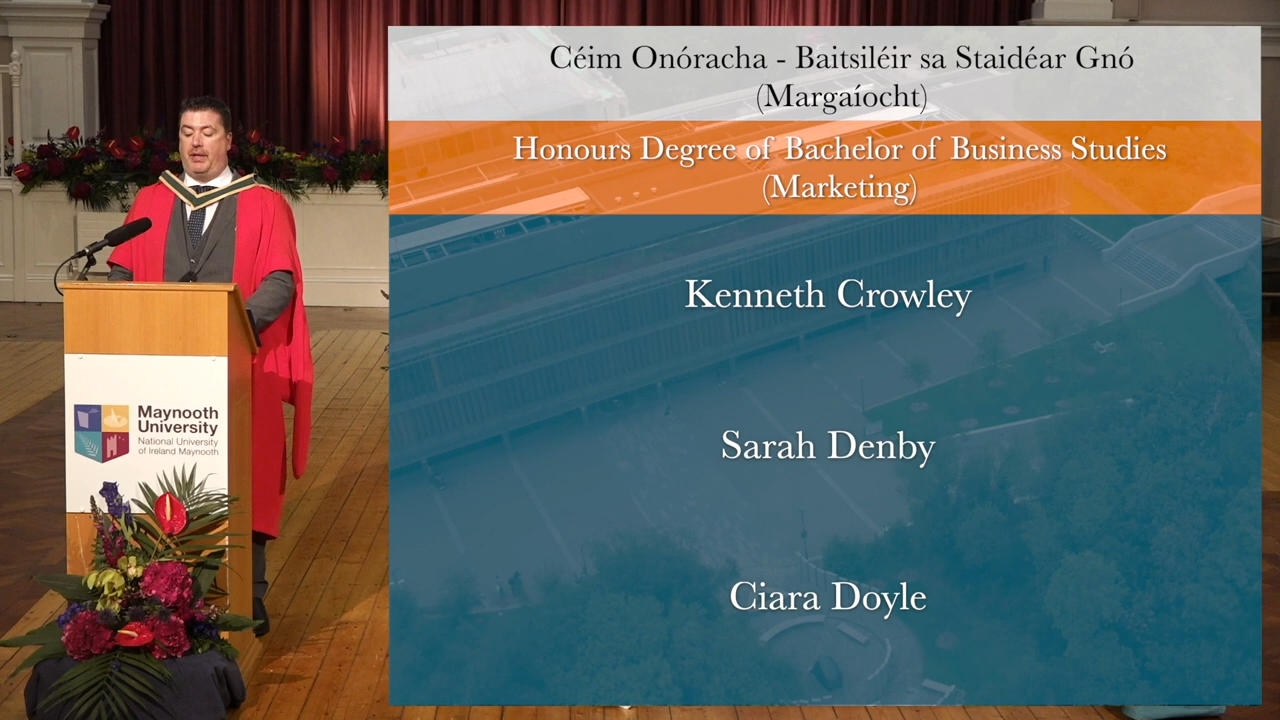 Céim Onóracha - Baitsiléir sa Staidéar Gnó
(Margaíocht)
Honours Degree of Bachelor of Business Studies
(Marketing)
Kenneth Crowley
Sarah Denby
Ciara Doyle
Maynooth
University
National University
of Ireland Maynooth